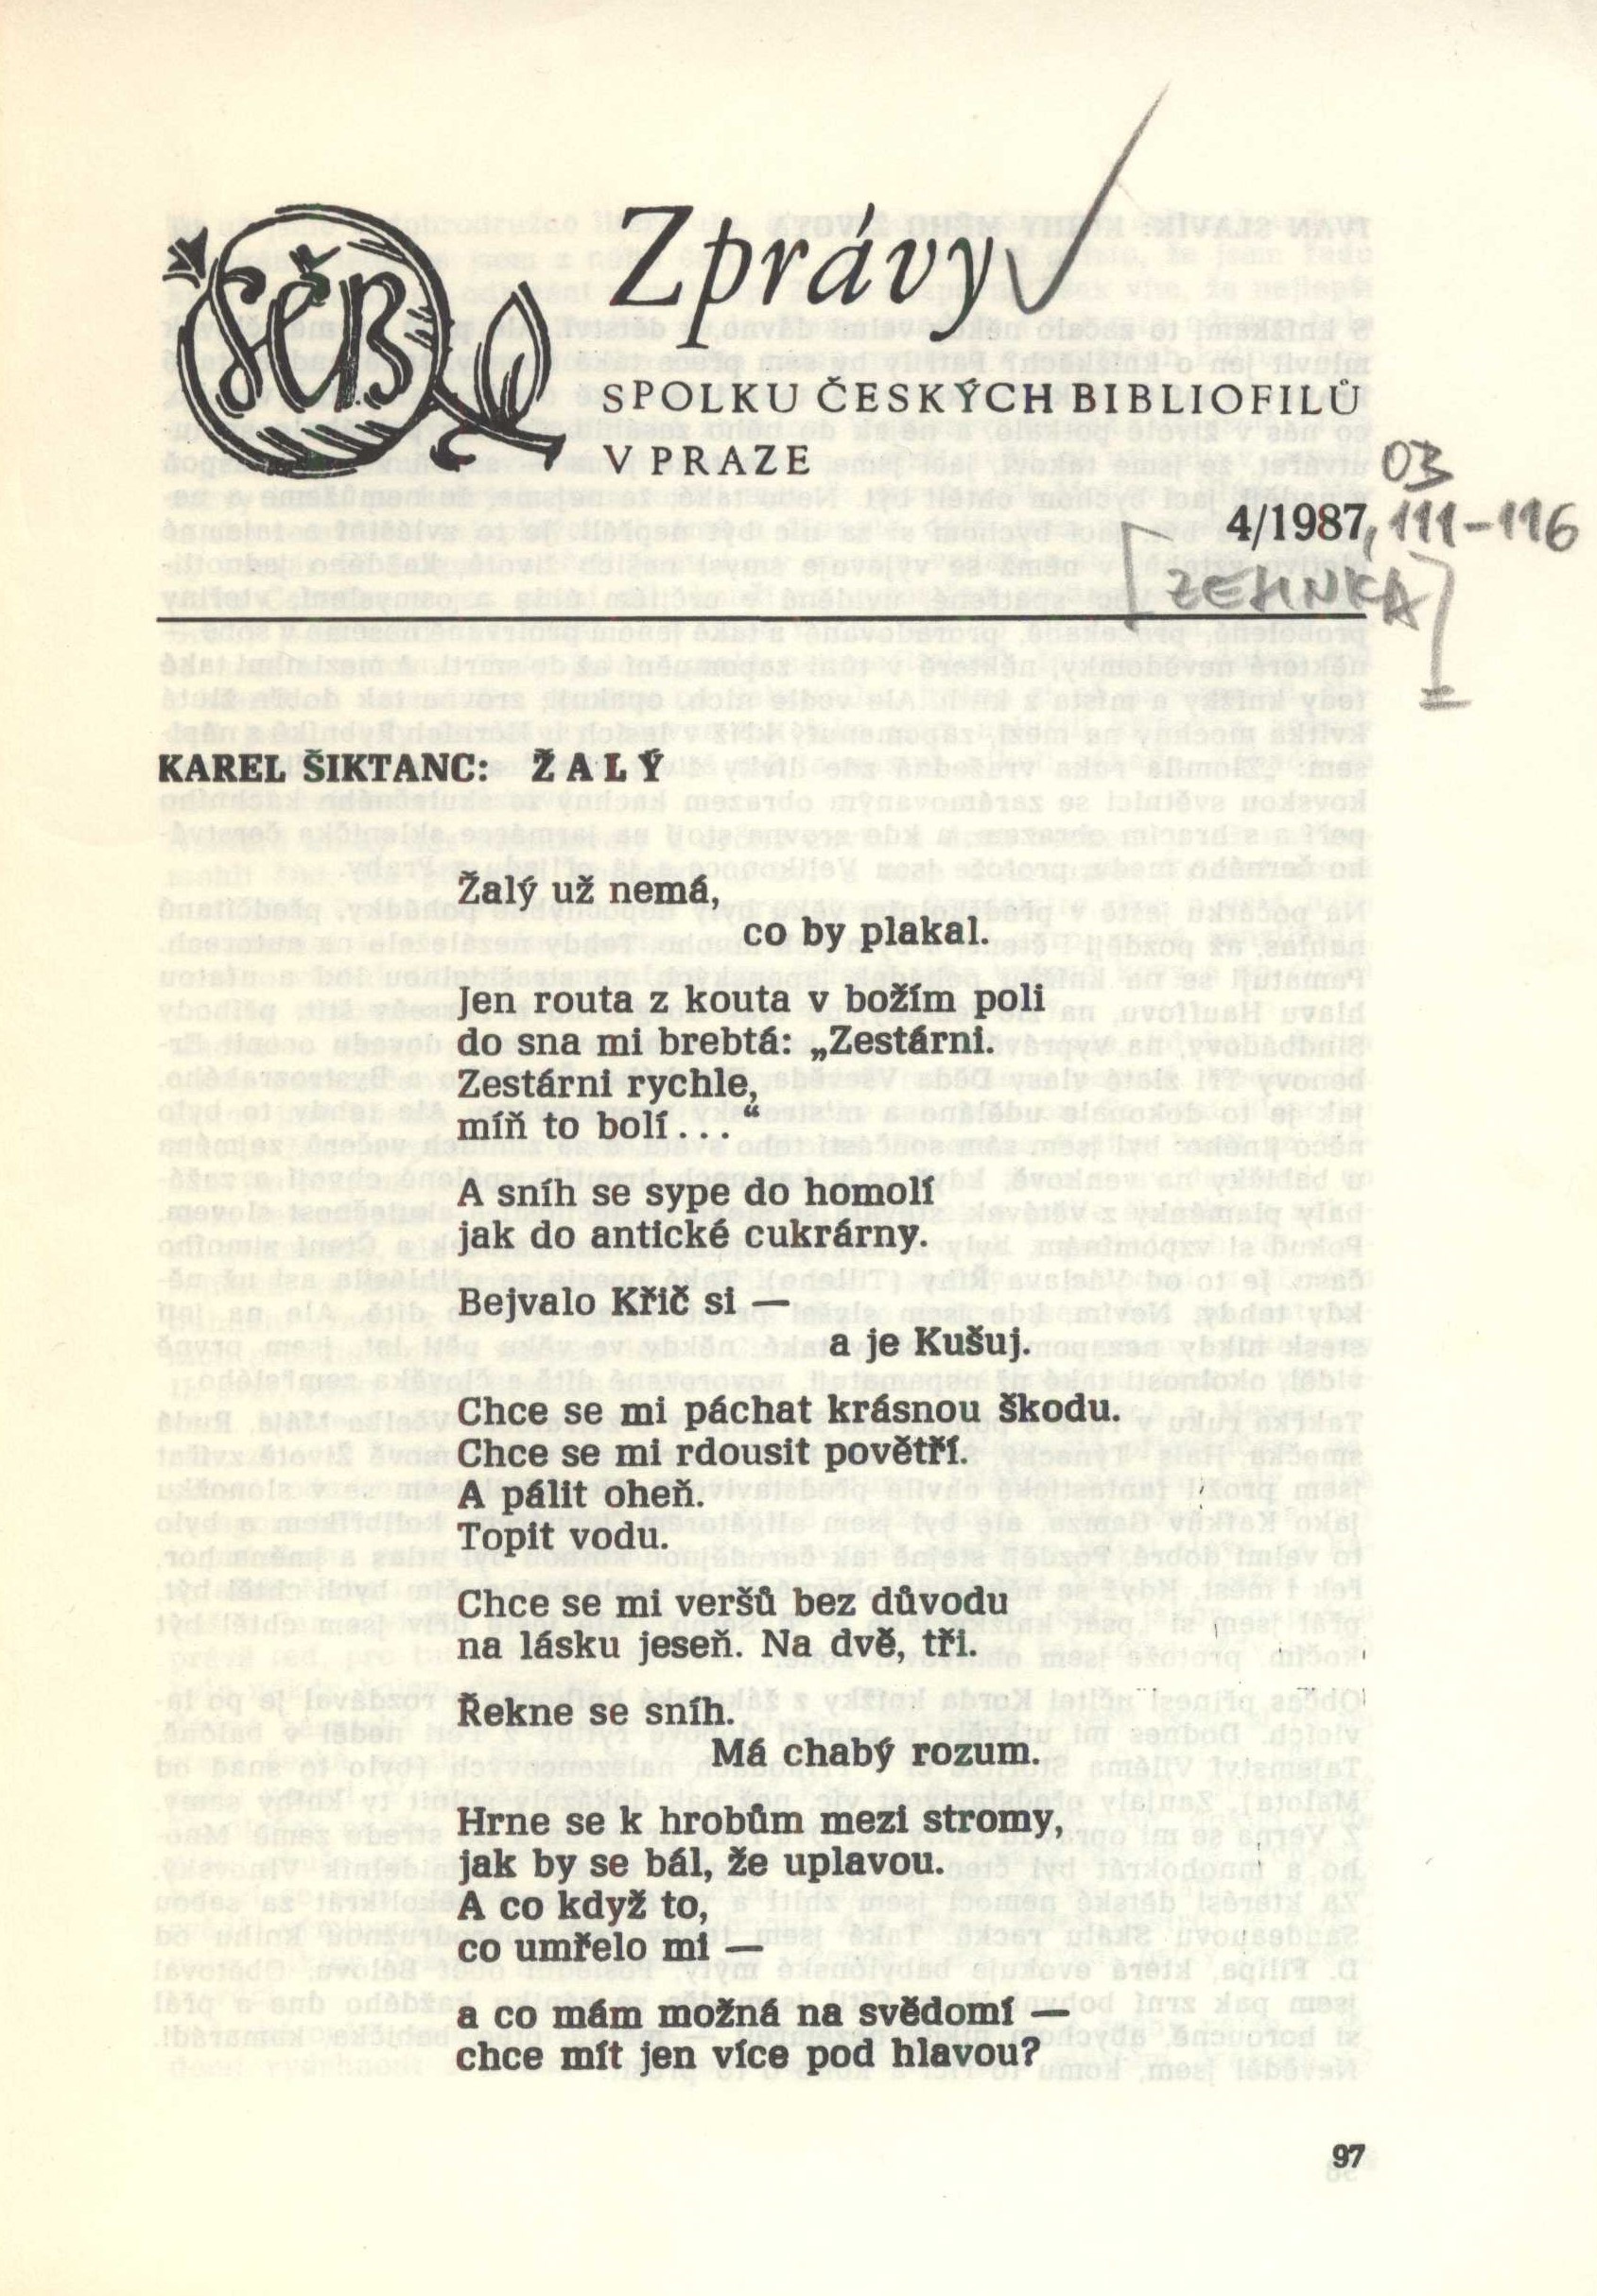 SČB
Zprávy
SPOLKU ČESKÝCH BIBLIOFILŮ
V PRAZE
03
4/1987, 111-116
[ZEHNKA]
KAREL ŠIKTANC: ŽALÝ
Žalý už nemá,
co by plakal.
Jen routa z kouta v božím poli
do sna mi brebtá: „Zestárni.
Zestárni rychle,
míň to bolí..."
A sníh se sype do homolí
jak do antické cukrárny.
Bejvalo Křič si —
a je Kušuj.
Chce se mi páchat krásnou škodu.
Chce se mi rdousit povětří.
A pálit oheň.
Topit vodu.
Chce se mi veršů bez důvodu
na lásku jeseň. Na dvě, tři.
Řekne se sníh.
Má chabý rozum.
Hrne se k hrobům mezi stromy,
jak by se bál, že uplavou.
A co když to,
co umřelo mi —
a co mám možná na svědomí —
chce mít jen více pod hlavou?
97